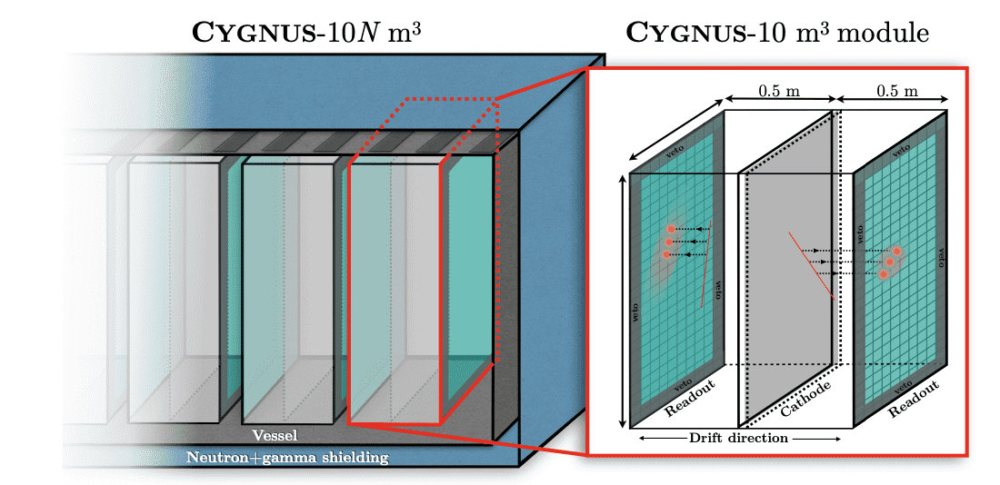 CYGNUS-10N m³
CYGNUS-10 m³ module
0.5 m
0.5 m
veto
veto
veto
veto
veto
veto
veto
veto
Readout
Cathode
Readout
Drift direction
Vessel
Neutron+gamma shielding